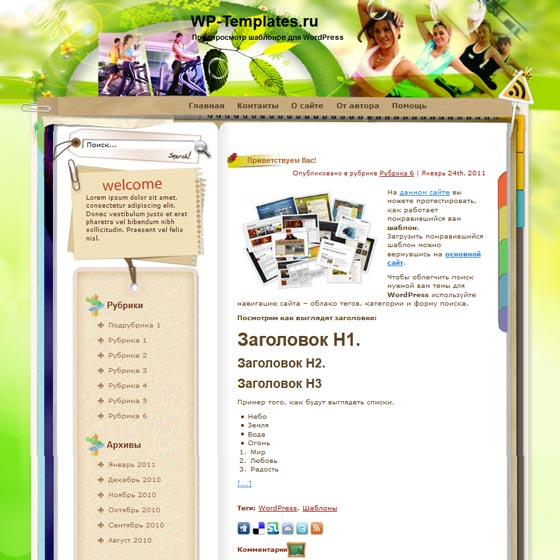 WP-Templates.ru
Предпросмотр шаблонов для WordPress
Главная Контакты О сайте От автора Помощь
Поиск...
Search!
welcome
Lorem ipsum dolor sit amet,
consectetur adipiscing elit.
Donec vestibulum justo et erat
pharetra vel bibendum nibh
sollicitudin. Praesent vel felis
nisl.
Рубрики
Подрубрика 1
Рубрика 1
Рубрика 2
Рубрика 3
Рубрика 4
Рубрика 5
Рубрика 6
Архивы
Январь 2011
Декабрь 2010
Ноябрь 2010
Октябрь 2010
Сентябрь 2010
Август 2010
Приветствуем Вас!
Опубликовано в рубрике Рубрика 6 | Январь 24th, 2011
На данном сайте вы
можете протестировать,
как работает
понравившийся вам
шаблон.
Загрузить понравившийся
шаблон можно
вернувшись на основной
сайт.
Чтобы облегчить поиск
нужной вам темы для
WordPress используйте
навигацию сайта – облако тегов, категории и форму поиска.
Посмотрим как выглядят заголовки:
Заголовок H1.
Заголовок H2.
Заголовок H3
Пример того, как будут выглядеть списки.
Небо
Земля
Вода
Огонь
1. Мир
2. Любовь
3. Радость
[...]
Теги: WordPress, Шаблоны
Комментарии